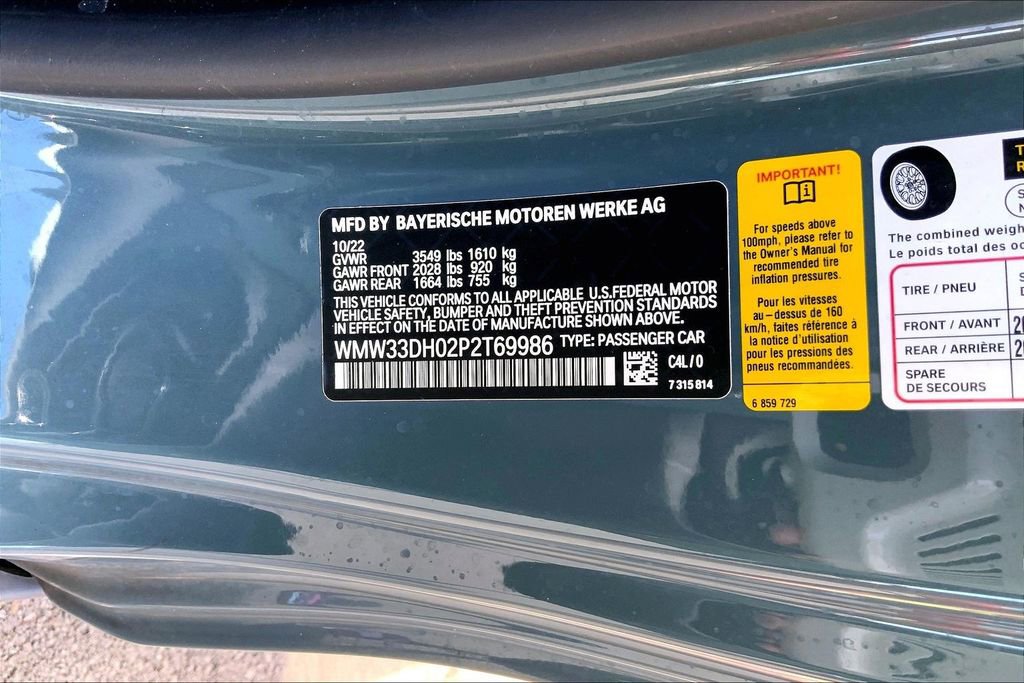 MFD BY BAYERISCHE MOTOREN WERKE AG
10/22
GVWR 3549 lbs 1610 kg
GAWR FRONT 2028 lbs 920 kg
GAWR REAR 1664 lbs 755 kg
THIS VEHICLE CONFORMS TO ALL APPLICABLE U.S.FEDERAL MOTOR
VEHICLE SAFETY, BUMPER AND THEFT PREVENTION STANDARDS
IN EFFECT ON THE DATE OF MANUFACTURE SHOWN ABOVE.
WMW33DH02P2T69986 TYPE: PASSENGER CAR
C4L/0
7 315 814
IMPORTANT!
For speeds above
100mph, please refer to
the Owner's Manual for
recommended tire
inflation pressures.
Pour les vitesses
au–dessus de 160
km/h, faites référence à
la notice d'utilisation
pour les pression des
pneus recommandées.
6 859 729
The combined
Le poids total des
TIRE / PNEU
FRONT / AVANT
REAR / ARRIÈRE
SPARE
DE SECOURS